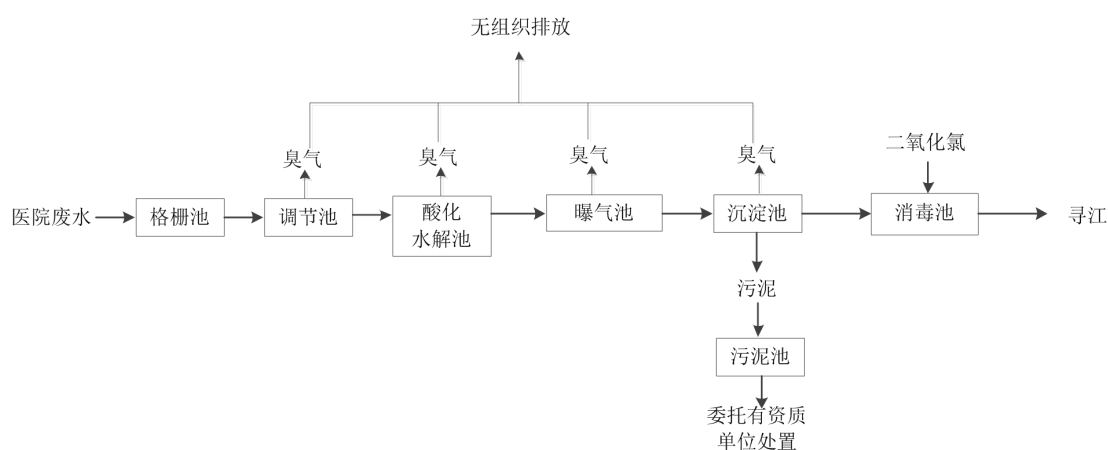 无组织排放
臭气
臭气
臭气
臭气
二氧化氯
医院废水
格栅池
调节池
酸化
水解池
曝气池
沉淀池
消毒池
寻江
污泥
污泥池
委托有资质
单位处置